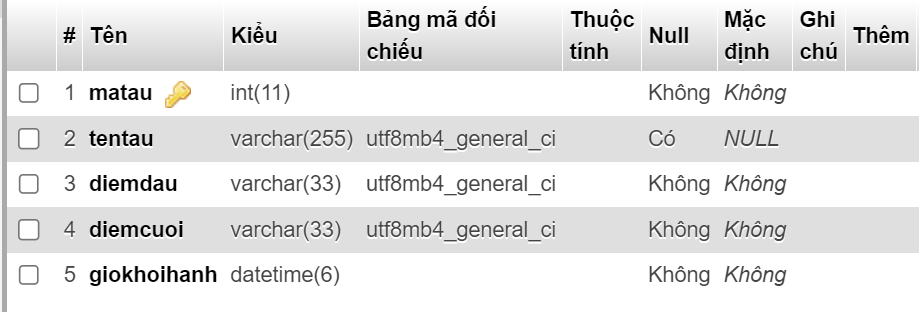 # Tên Kiểu Bảng mã đối chiếu Thuộc tính Null Mặc định Ghi chú Thêm
1 matau int(11) Không Không
2 tentau varchar(255) utf8mb4_general_ci Có NULL
3 diemdau varchar(33) utf8mb4_general_ci Không Không
4 diemcuoi varchar(33) utf8mb4_general_ci Không Không
5 giokhoihanh datetime(6) Không Không